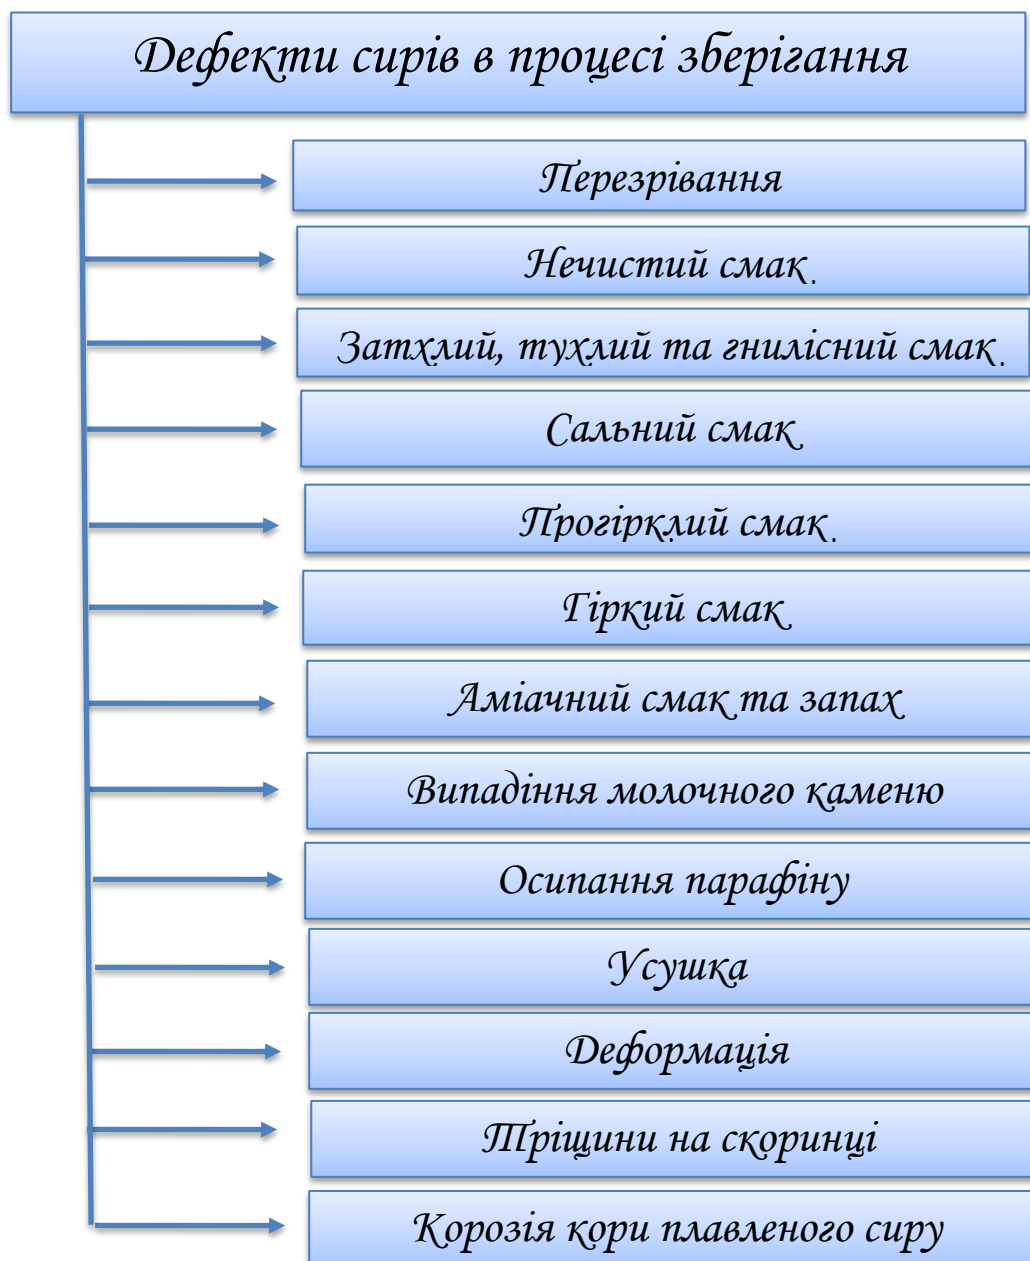 Дефекти сирів в процесі зберігання
Перезрівання
Нечистий смак.
Затхлий, тухлий та гнилісний смак.
Сальний смак
Прогірклий смак.
Гіркий смак
Аміачний смак та запах
Випадіння молочного каменю
Осипання парафіну
Усушка
Деформація
Тріщини на скоринці
Корозія кори плавленого сиру